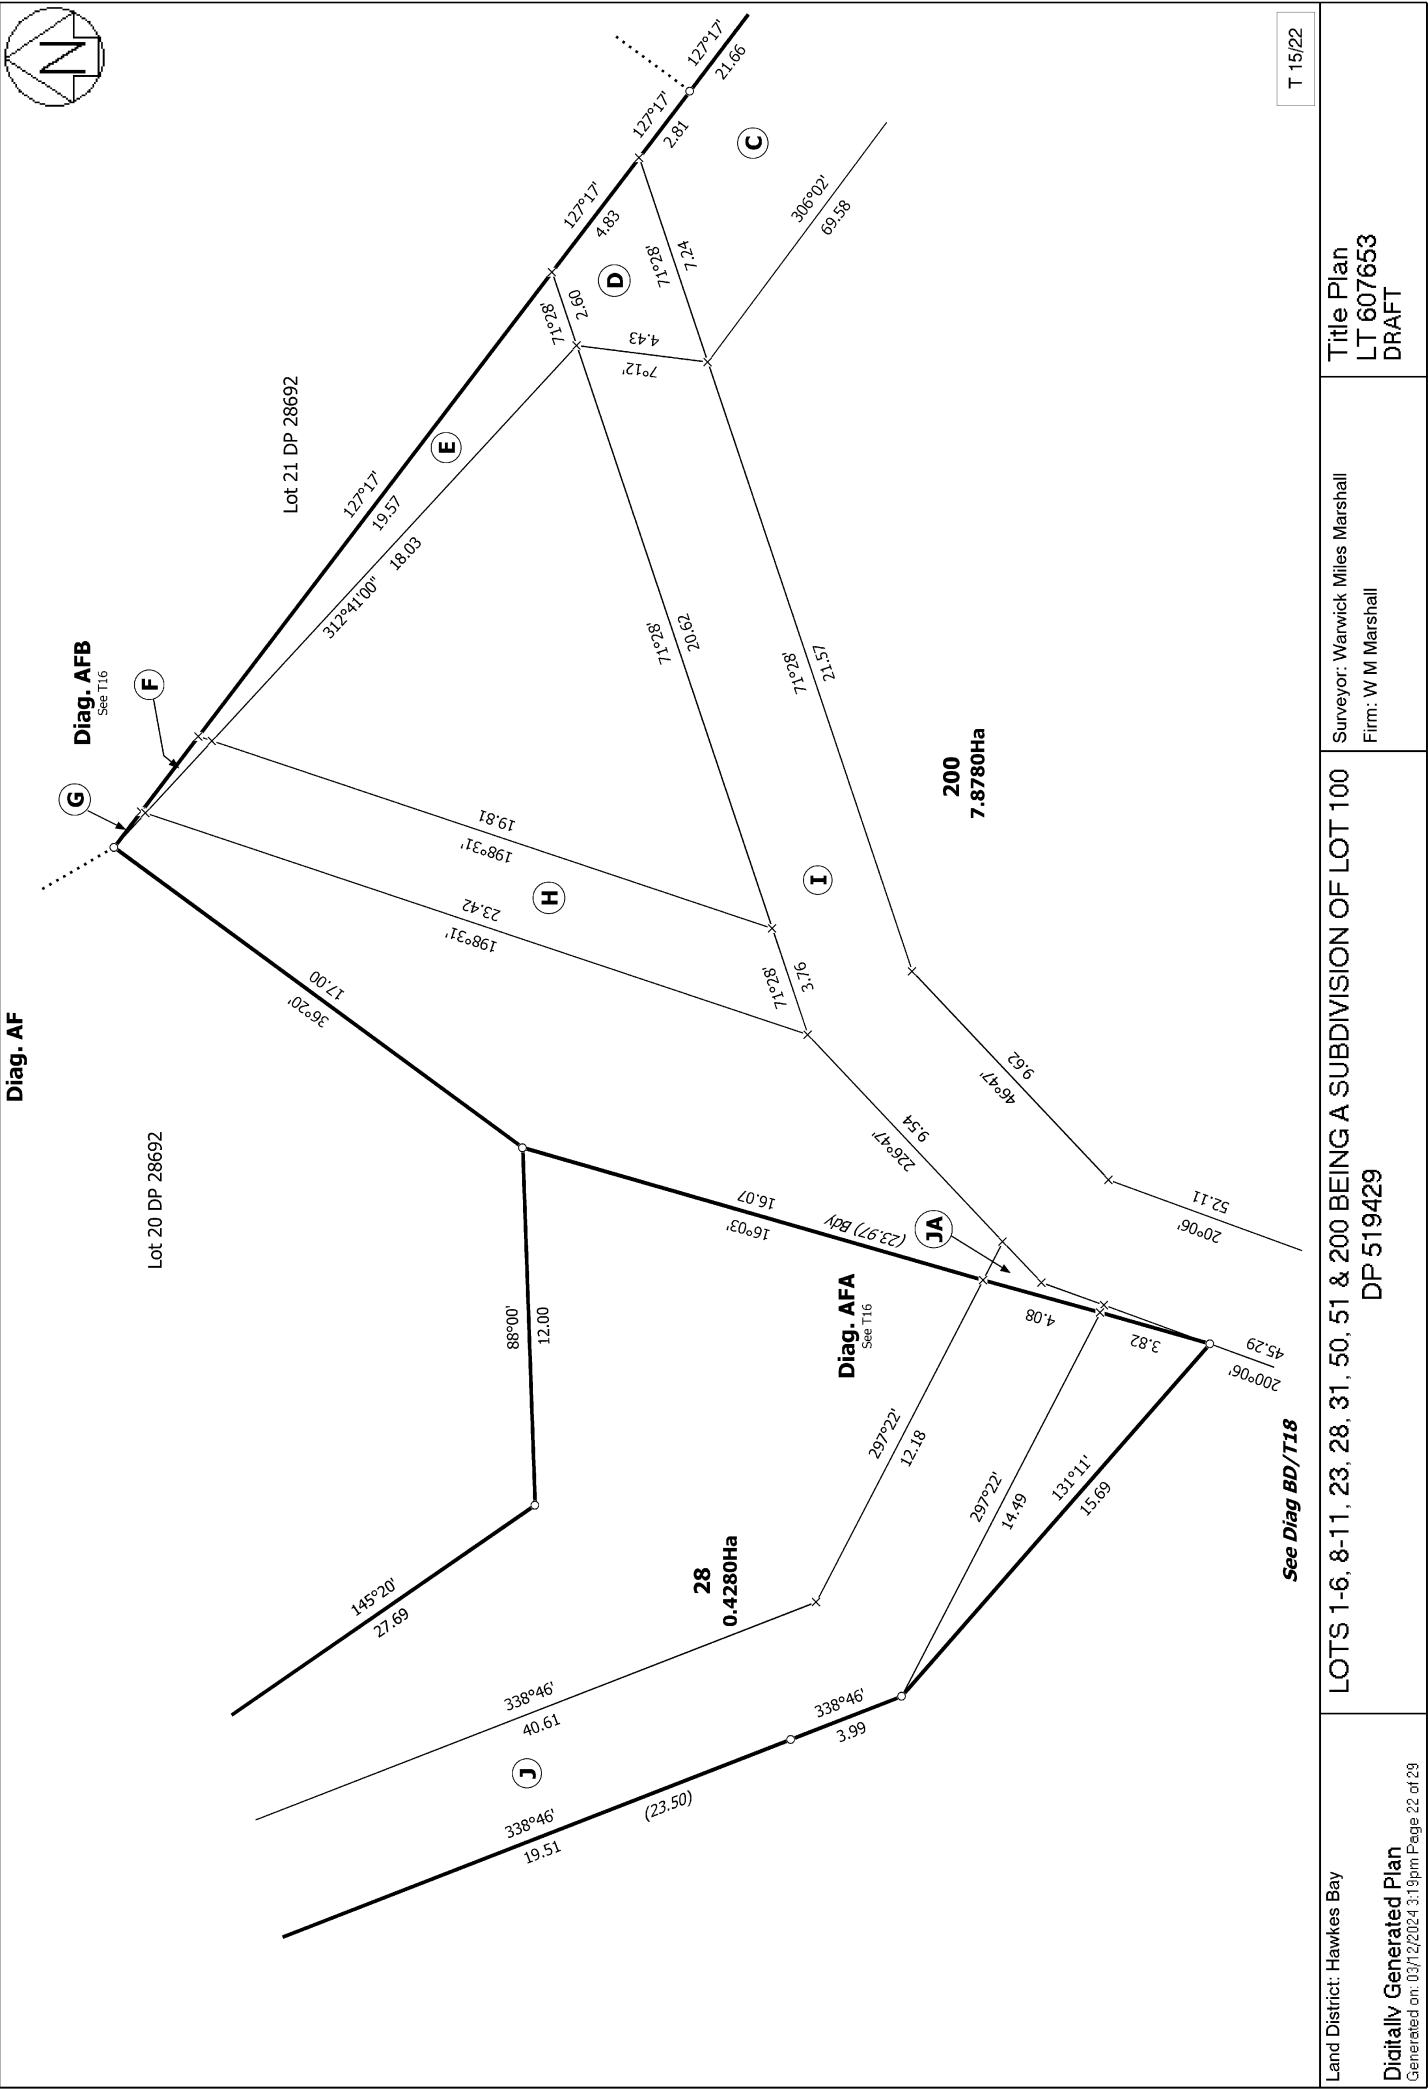 Diag. AF
N
Lot 20 DP 28692
Diag. AFB
See T16
Lot 21 DP 28692
G
F
E
D
C
H
I
JA
J
127°17'
21.66
127°17'
2.81
127°17'
4.83
127°17'
19.57
312°41'00"
18.03
71°28'
2.60
71°28'
7.24
7°12'
4.43
306°02'
69.58
71°28'
20.62
71°28'
21.57
198°31'
19.81
198°31'
23.42
71°28'
3.76
36°20'
17.00
46°47'
9.62
226°47'
9.54
20°06'
52.11
88°00'
12.00
16°03'
16.07
(23.97) Bdy
4.08
3.82
200°06'
45.29
145°20'
27.69
297°22'
12.18
297°22'
14.49
131°11'
15.69
338°46'
40.61
338°46'
3.99
338°46'
19.51
(23.50)
Diag. AFA
See T16
28
0.4280Ha
200
7.8780Ha
See Diag BD/T18
T 15/22
Land District: Hawkes Bay
Digitally Generated Plan
Generated on: 03/12/2024 3:19pm Page 22 of 29
LOTS 1-6, 8-11, 23, 28, 31, 50, 51 & 200 BEING A SUBDIVISION OF LOT 100
DP 519429
Surveyor: Warwick Miles Marshall
Firm: W M Marshall
Title Plan
LT 607653
DRAFT